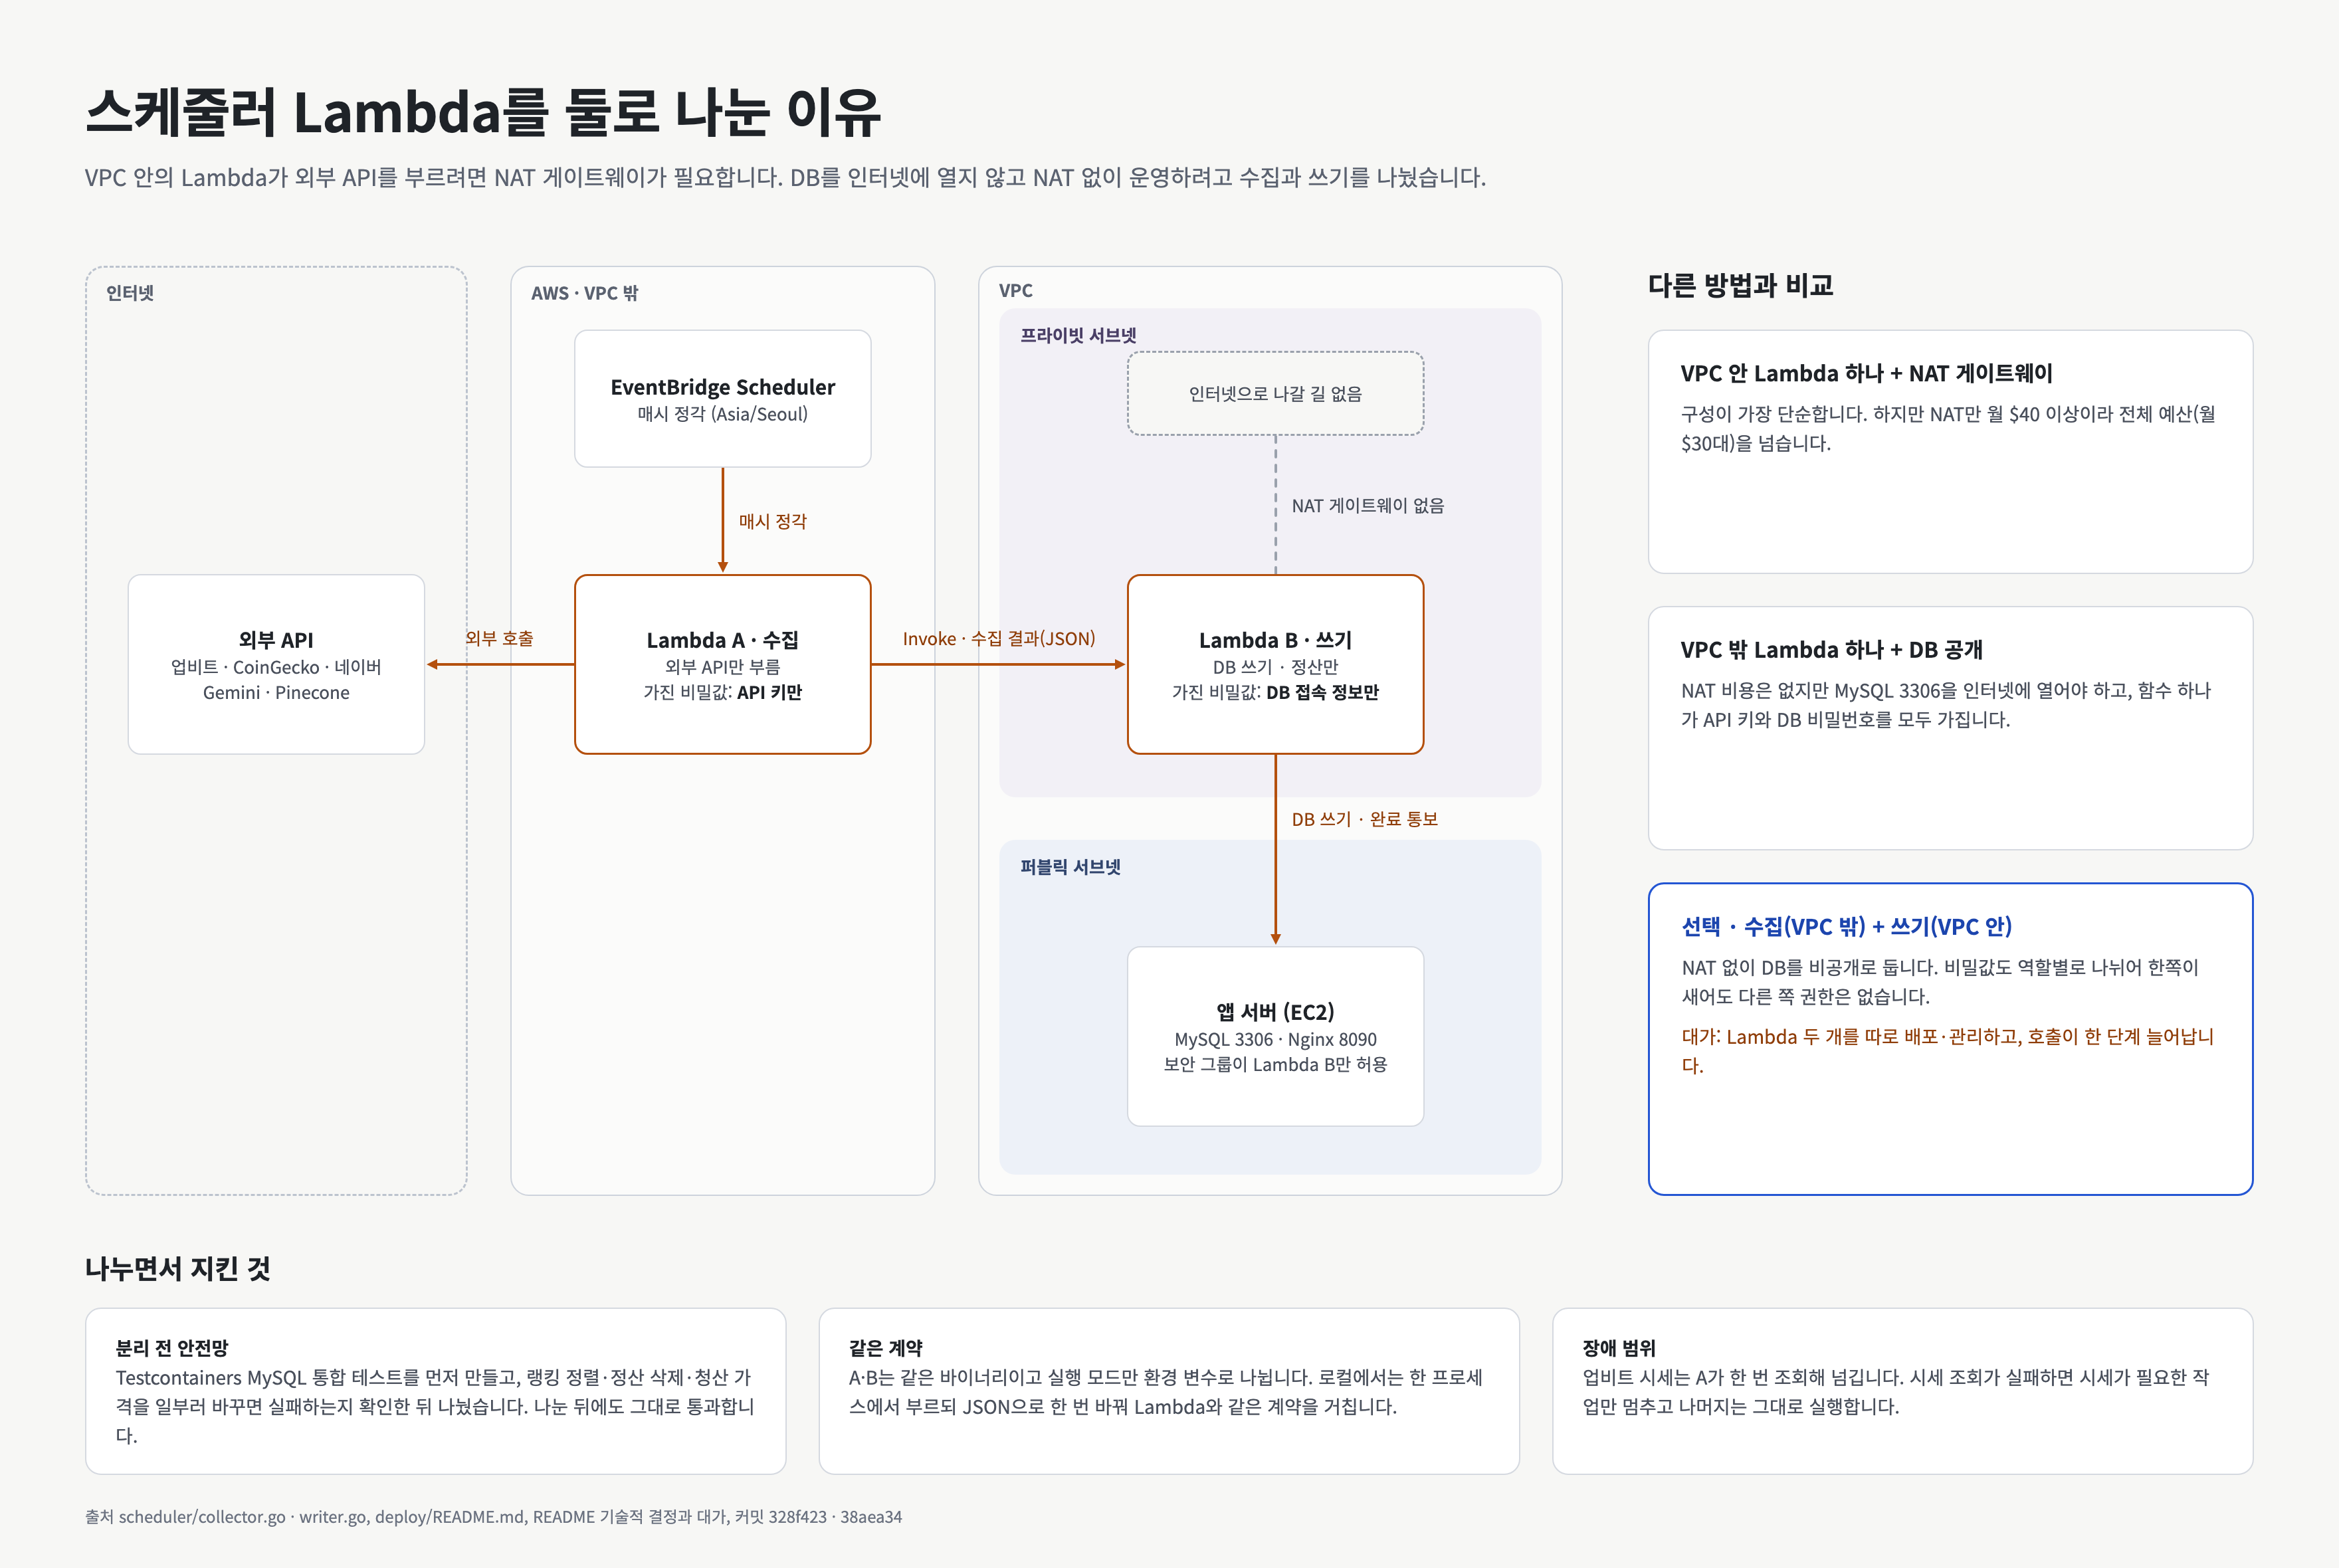 스케줄러 Lambda를 둘로 나눈 이유
VPC 안의 Lambda가 외부 API를 부르려면 NAT 게이트웨이가 필요합니다. DB를 인터넷에 열지 않고 NAT 없이 운영하려고 수집과 쓰기를 나눴습니다.
인터넷
외부 API
업비트 · CoinGecko · 네이버
Gemini · Pinecone
외부 호출
AWS · VPC 밖
EventBridge Scheduler
매시 정각 (Asia/Seoul)
매시 정각
Lambda A · 수집
외부 API만 부름
가진 비밀값: API 키만
Invoke · 수집 결과(JSON)
VPC
프라이빗 서브넷
인터넷으로 나갈 길 없음
NAT 게이트웨이 없음
Lambda B · 쓰기
DB 쓰기 · 정산만
가진 비밀값: DB 접속 정보만
DB 쓰기 · 완료 통보
퍼블릭 서브넷
앱 서버 (EC2)
MySQL 3306 · Nginx 8090
보안 그룹이 Lambda B만 허용
다른 방법과 비교
VPC 안 Lambda 하나 + NAT 게이트웨이
구성이 가장 단순합니다. 하지만 NAT만 월 $40 이상이라 전체 예산(월
$30대)을 넘습니다.
VPC 밖 Lambda 하나 + DB 공개
NAT 비용은 없지만 MySQL 3306을 인터넷에 열어야 하고, 함수 하나
가 API 키와 DB 비밀번호를 모두 가집니다.
선택 · 수집(VPC 밖) + 쓰기(VPC 안)
NAT 없이 DB를 비공개로 둡니다. 비밀값도 역할별로 나뉘어 한쪽이
새어도 다른 쪽 권한은 없습니다.
대가: Lambda 두 개를 따로 배포·관리하고, 호출이 한 단계 늘어납니
다.
나누면서 지킨 것
분리 전 안전망
Testcontainers MySQL 통합 테스트를 먼저 만들고, 랭킹 정렬·정산 삭제·청산 가
격을 일부러 바꾸면 실패하는지 확인한 뒤 나눴습니다. 나눈 뒤에도 그대로 통과합니
다.
같은 계약
A·B는 같은 바이너리이고 실행 모드만 환경 변수로 나뉩니다. 로컬에서는 한 프로세
스에서 부르되 JSON으로 한 번 바꿔 Lambda와 같은 계약을 거칩니다.
장애 범위
업비트 시세는 A가 한 번 조회해 넘깁니다. 시세 조회가 실패하면 시세가 필요한 작
업만 멈추고 나머지는 그대로 실행합니다.
출처 scheduler/collector.go · writer.go, deploy/README.md, README 기술적 결정과 대가, 커밋 328f423 · 38aea34